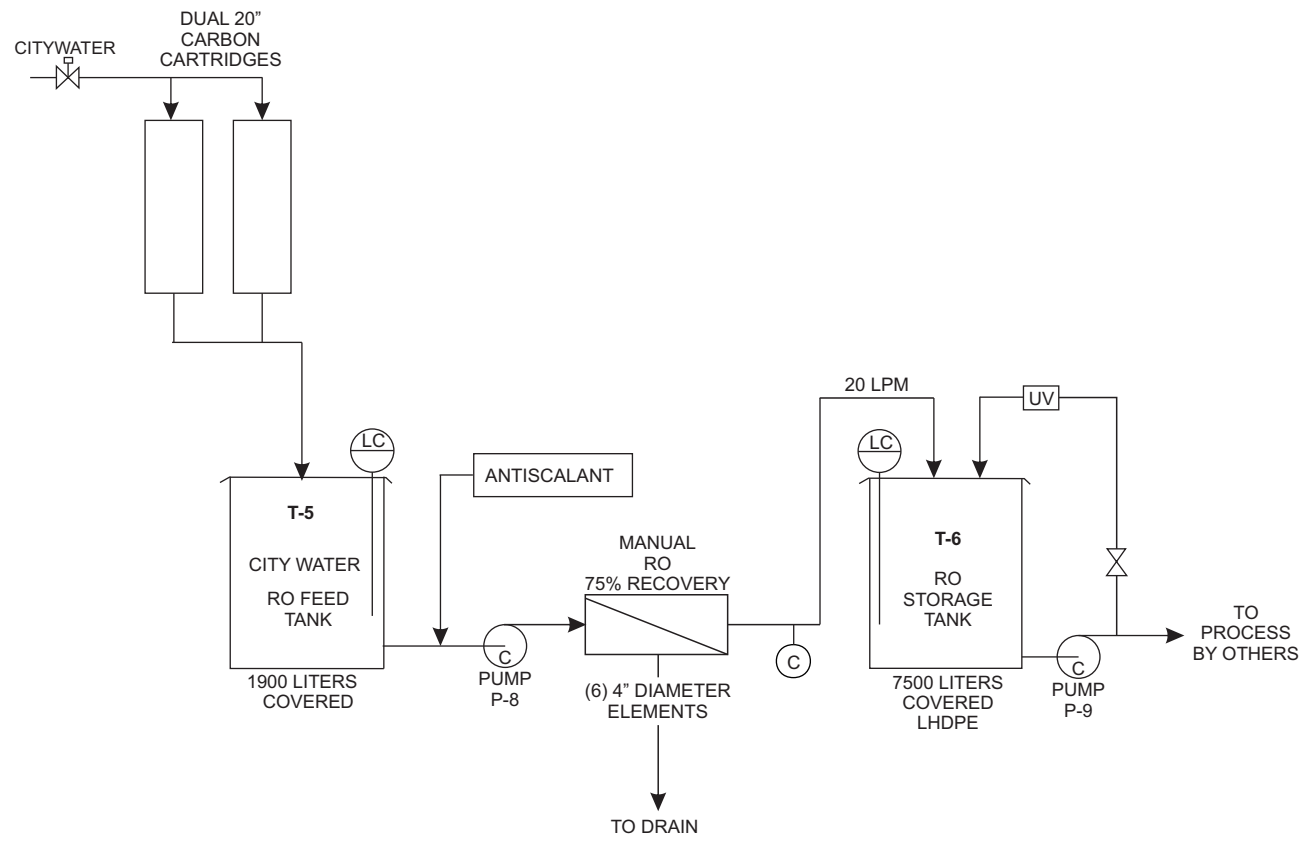 DUAL 20”
CARBON
CARTRIDGES
CITYWATER
20 LPM
UV
LC
LC
ANTISCALANT
T-5
CITY WATER
RO FEED
TANK
MANUAL
RO
75% RECOVERY
T-6
RO
STORAGE
TANK
TO
PROCESS
BY OTHERS
C
C
C
1900 LITERS
COVERED
PUMP
P-8
(6) 4” DIAMETER
ELEMENTS
7500 LITERS
COVERED
LHDPE
PUMP
P-9
TO DRAIN